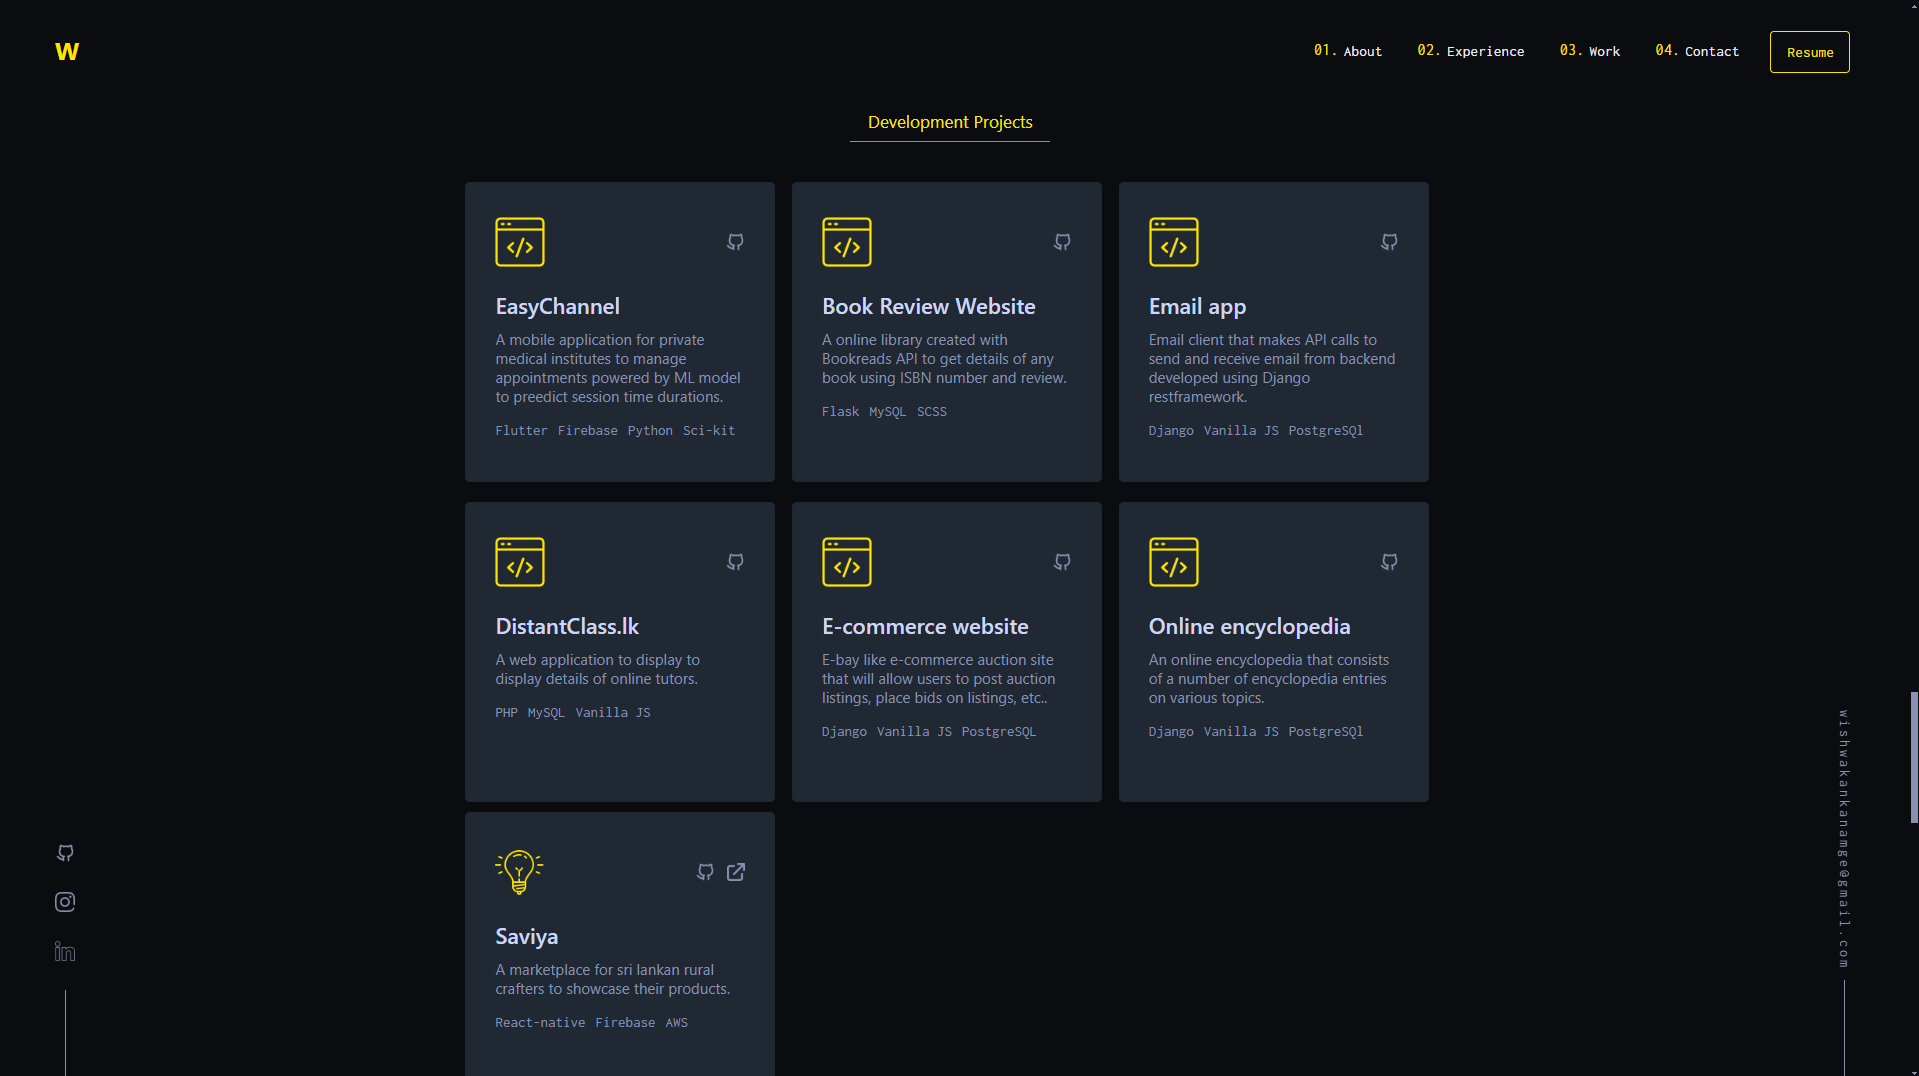 W
01. About
02. Experience
03. Work
04. Contact
Resume
Development Projects
EasyChannel
A mobile application for private
medical institutes to manage
appointments powered by ML model
to preedict session time durations.
Flutter Firebase Python Sci-kit
Book Review Website
A online library created with
Bookreads API to get details of any
book using ISBN number and review.
Flask MySQL SCSS
Email app
Email client that makes API calls to
send and receive email from backend
developed using Django
restframework.
Django Vanilla JS PostgreSQl
DistantClass.lk
A web application to display to
display details of online tutors.
PHP MySQL Vanilla JS
E-commerce website
E-bay like e-commerce auction site
that will allow users to post auction
listings, place bids on listings, etc..
Django Vanilla JS PostgreSQL
Online encyclopedia
An online encyclopedia that consists
of a number of encyclopedia entries
on various topics.
Django Vanilla JS PostgreSQl
Saviya
A marketplace for sri lankan rural
crafters to showcase their products.
React-native Firebase AWS
wishwakankanamge@gmail.com